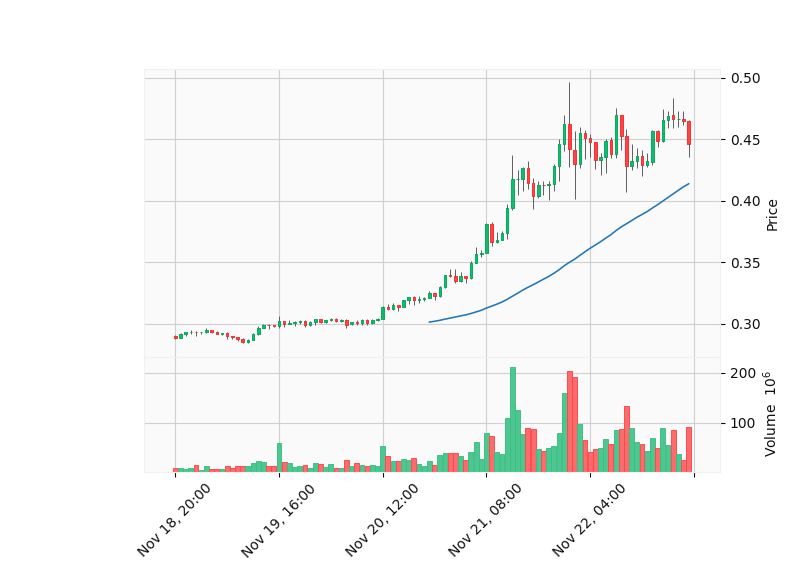 0.50
0.45
0.40
0.35
0.30
Price
200
100
Volume 10⁶
Nov 18, 20:00
Nov 19, 16:00
Nov 20, 12:00
Nov 21, 08:00
Nov 22, 04:00